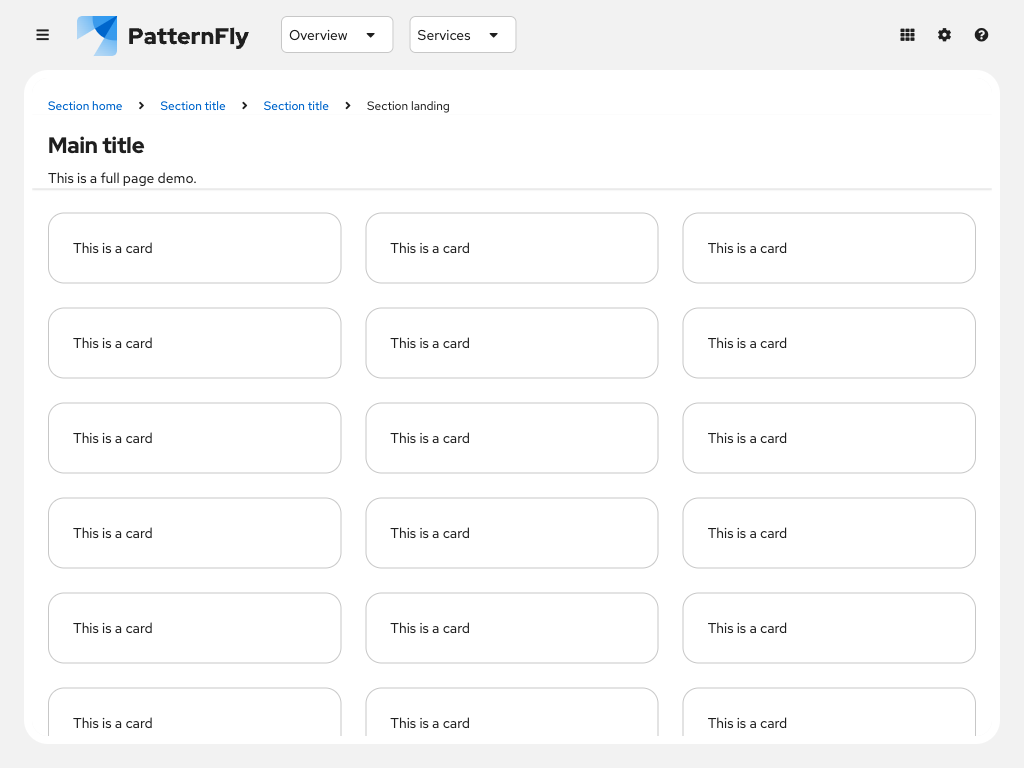 PatternFly Overview Services
Section home Section title Section title Section landing
Main title
This is a full page demo.
This is a card This is a card This is a card
This is a card This is a card This is a card
This is a card This is a card This is a card
This is a card This is a card This is a card
This is a card This is a card This is a card
This is a card This is a card This is a card